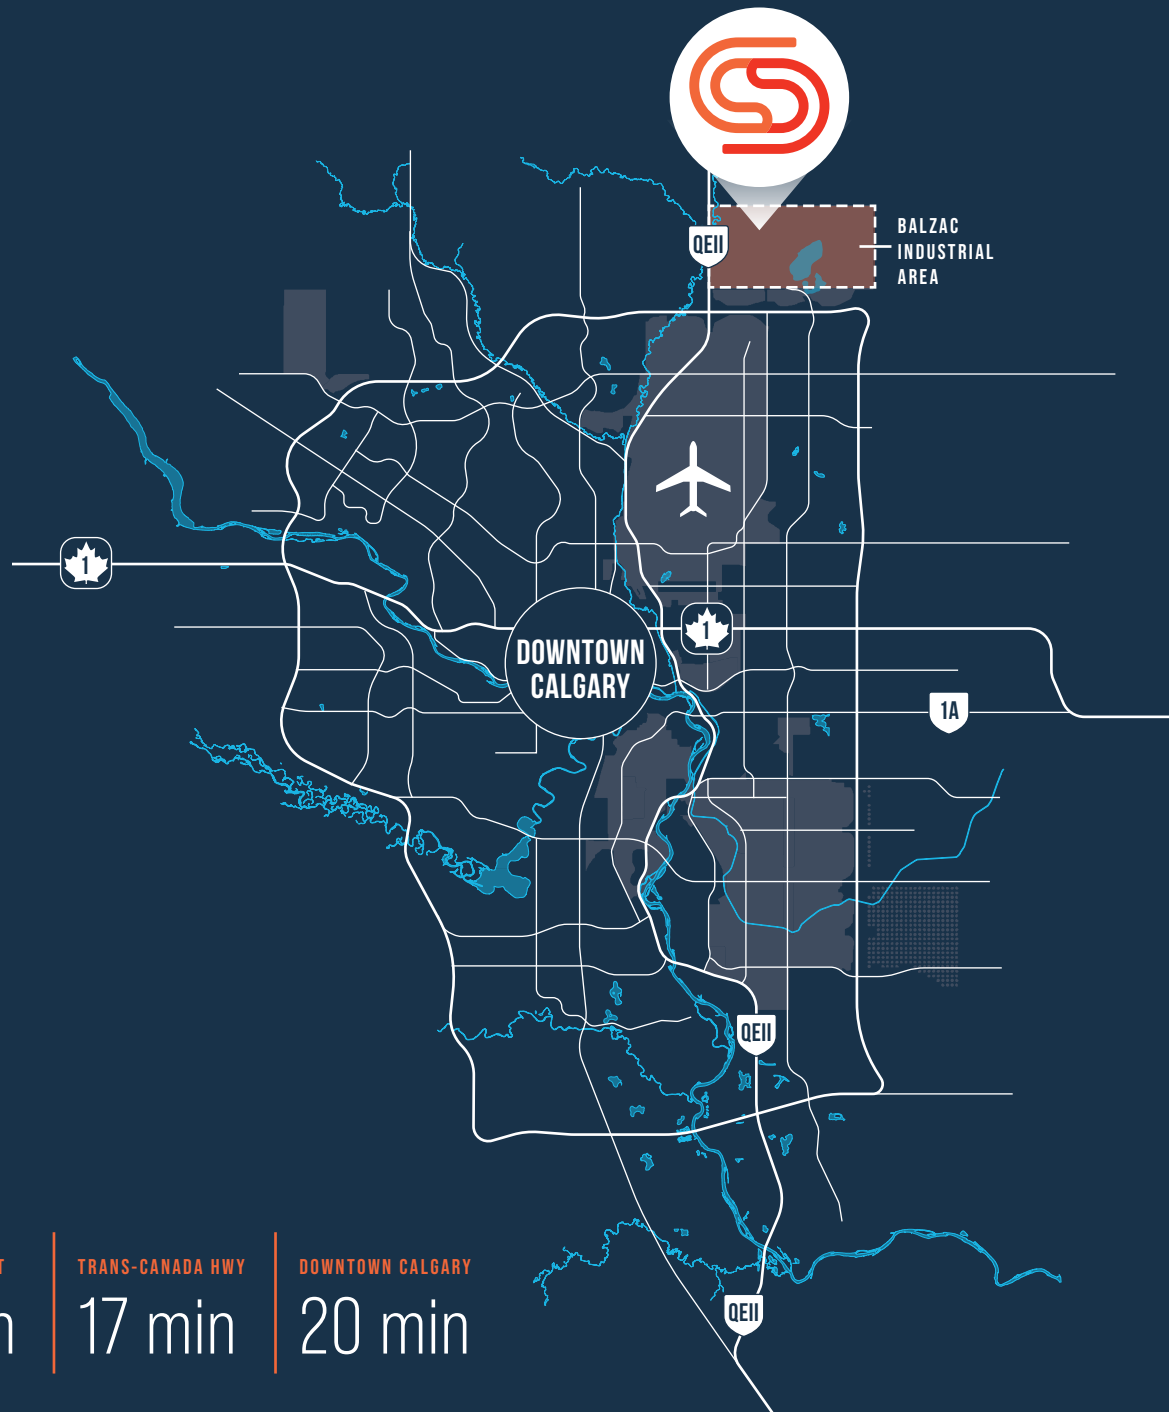 QEII
BALZAC
INDUSTRIAL
AREA
1
DOWNTOWN
CALGARY
1
1A
QEII
TRANS-CANADA HWY
17 min
DOWNTOWN CALGARY
20 min
QEII